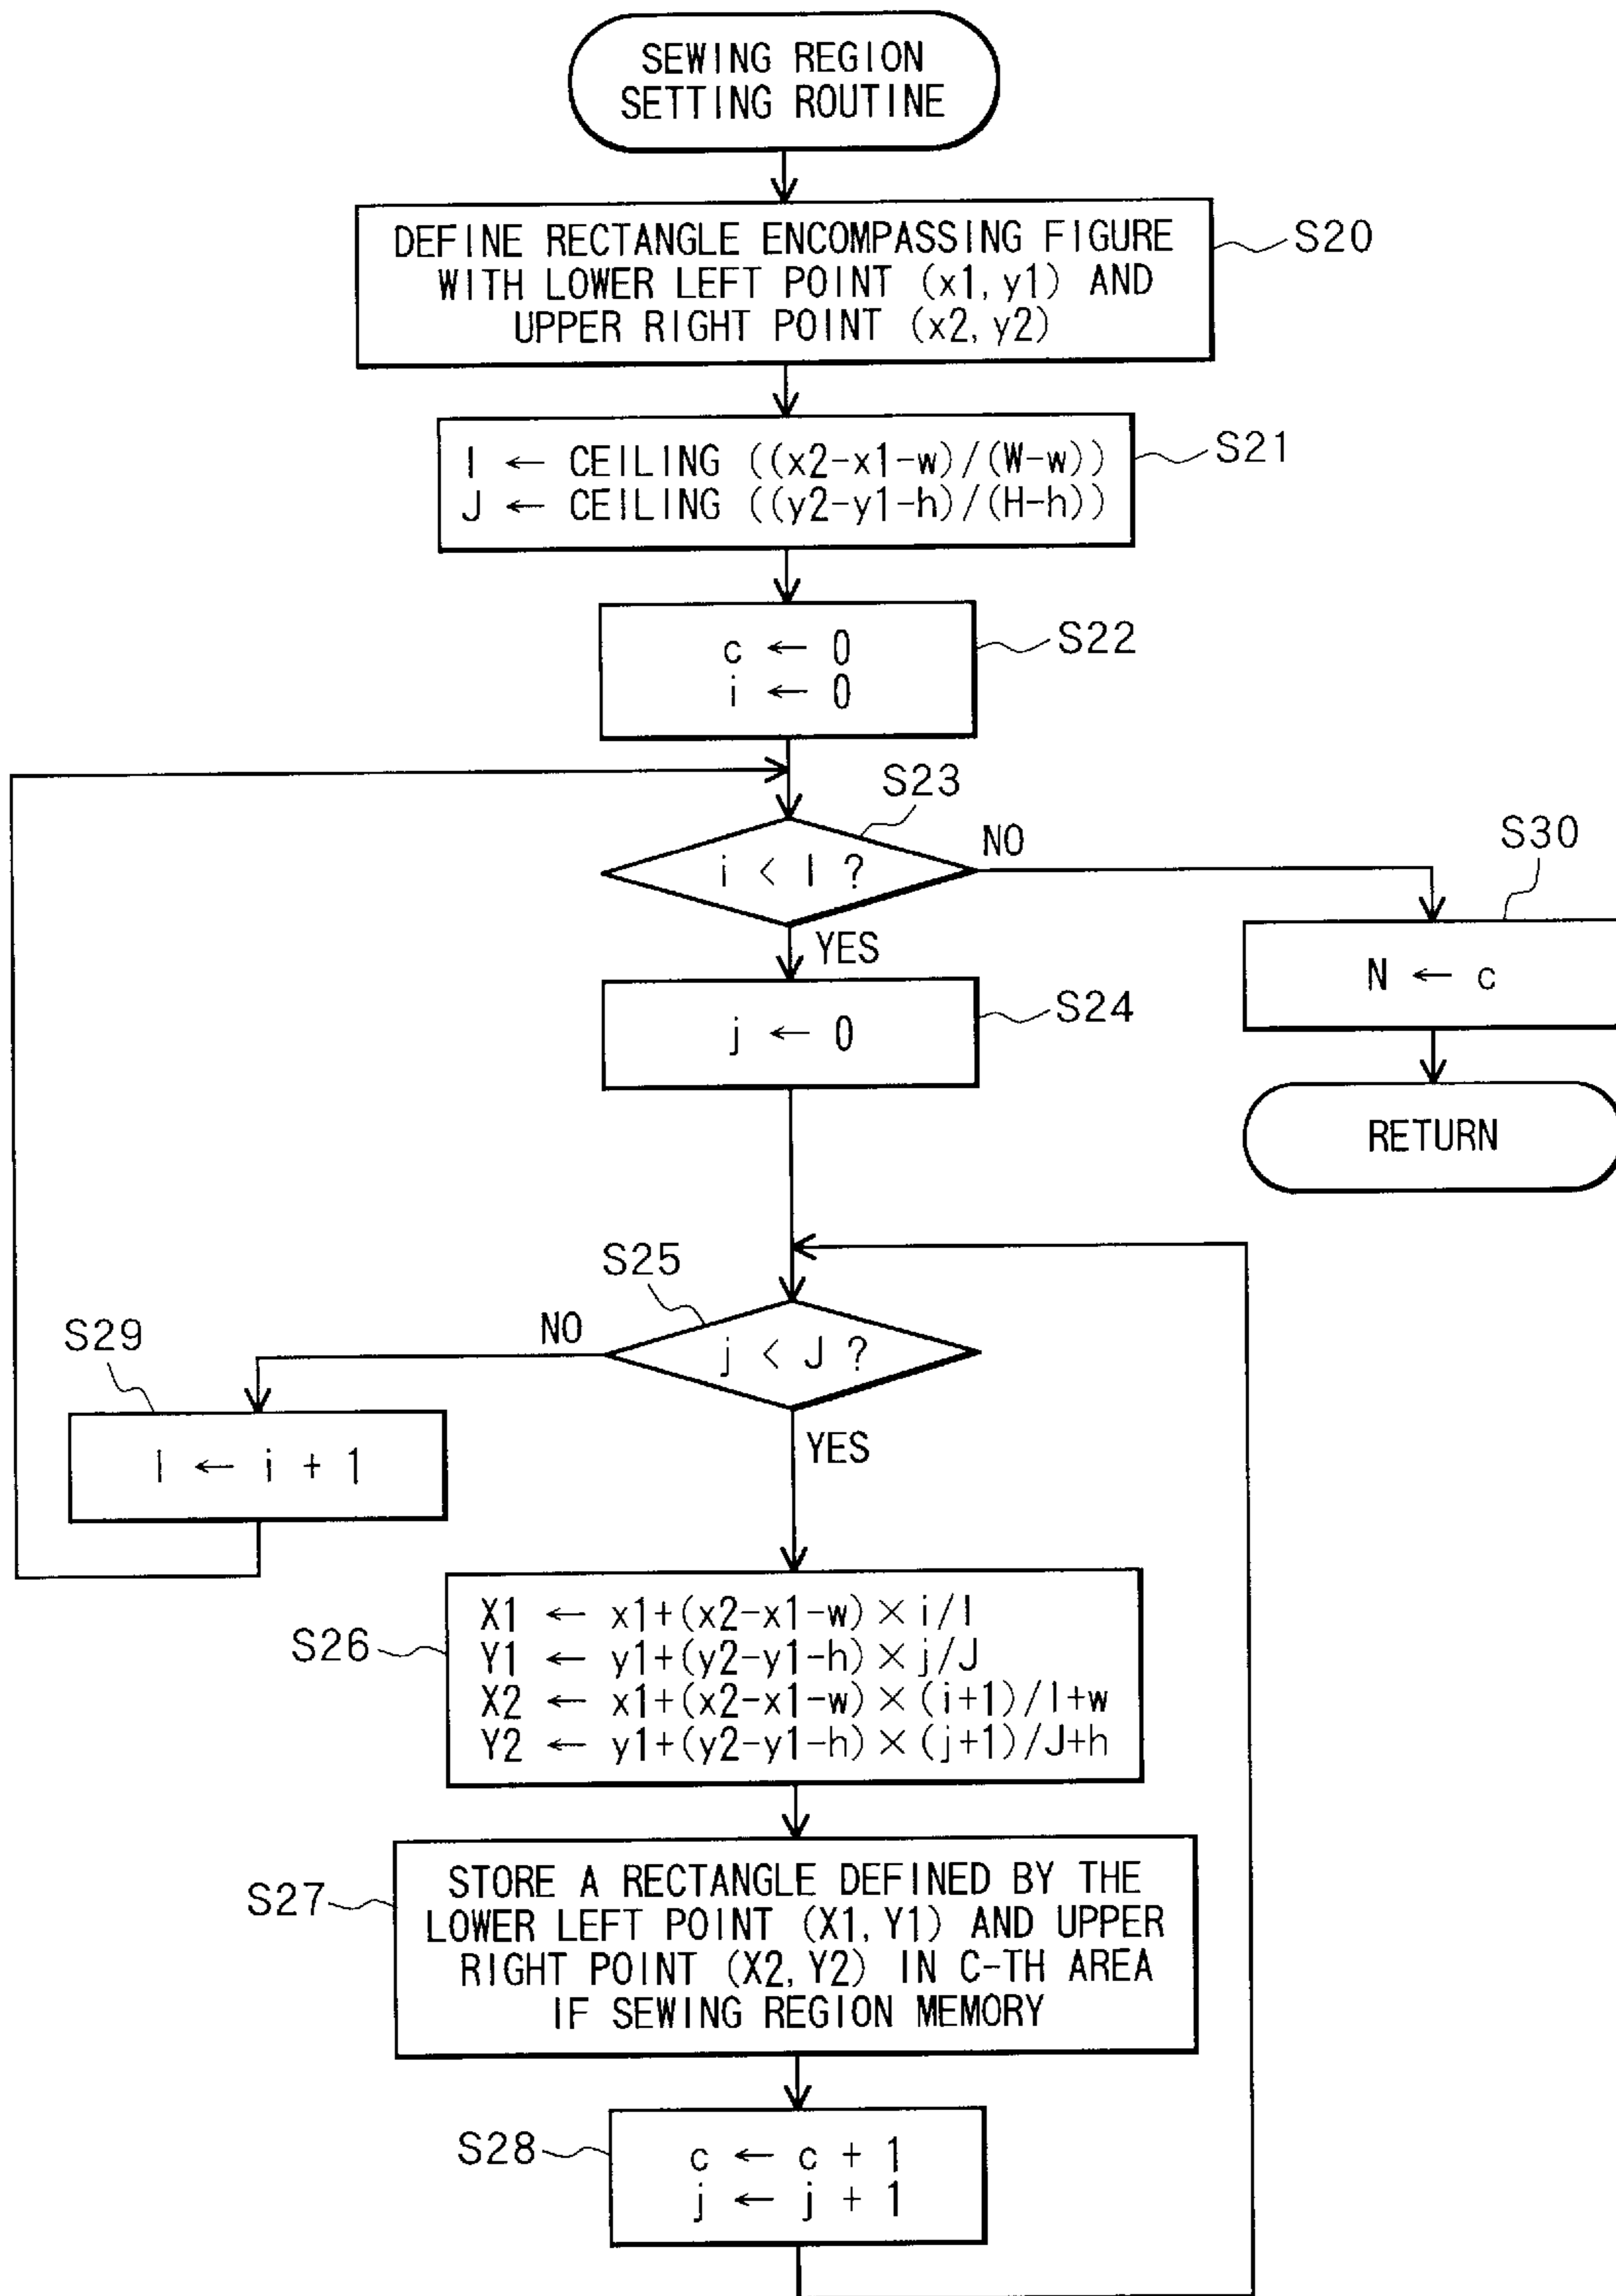 SEWING REGION
SETTING ROUTINE
DEFINE RECTANGLE ENCOMPASSING FIGURE
WITH LOWER LEFT POINT (x1, y1) AND
UPPER RIGHT POINT (x2, y2)
S20
I ← CEILING ((x2-x1-w)/(W-w))
J ← CEILING ((y2-y1-h)/(H-h))
S21
c ← 0
i ← 0
S22
S23
i < I ?
NO
YES
S30
N ← c
RETURN
j ← 0
S24
S25
j < J ?
NO
YES
S29
I ← i + 1
S26
X1 ← x1+(x2-x1-w)×i/I
Y1 ← y1+(y2-y1-h)×j/J
X2 ← x1+(x2-x1-w)×(i+1)/I+w
Y2 ← y1+(y2-y1-h)×(j+1)/J+h
S27
STORE A RECTANGLE DEFINED BY THE
LOWER LEFT POINT (X1, Y1) AND UPPER
RIGHT POINT (X2, Y2) IN C-TH AREA
IF SEWING REGION MEMORY
S28
c ← c + 1
j ← j + 1